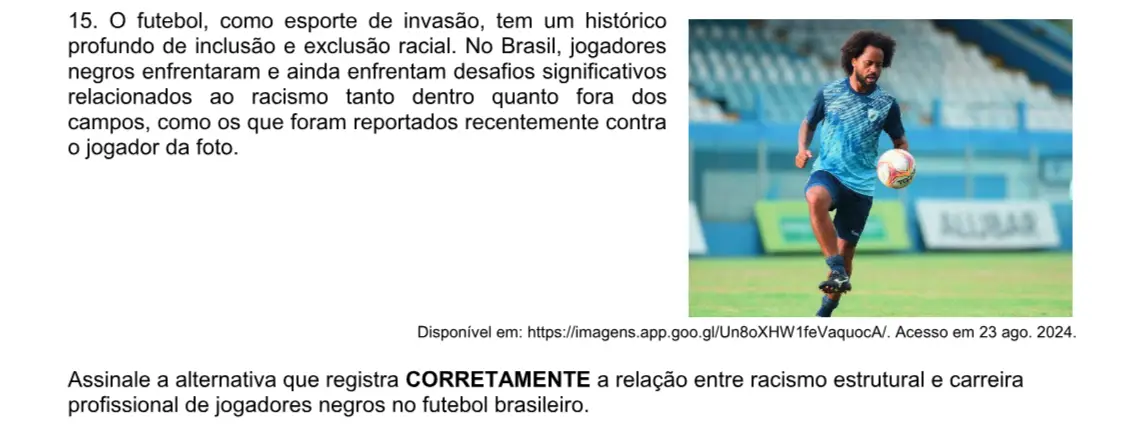 15. O futebol, como esporte de invasão, tem um histórico
profundo de inclusão e exclusão racial. No Brasil, jogadores
negros enfrentaram e ainda enfrentam desafios significativos
relacionados ao racismo tanto dentro quanto fora dos
campos, como os que foram reportados recentemente contra
o jogador da foto.
ALUBAR
Disponível em: https://imagens.app.goo.gl/Un8oXHW1feVaquocA/. Acesso em 23 ago. 2024.
Assinale a alternativa que registra CORRETAMENTE a relação entre racismo estrutural e carreira
profissional de jogadores negros no futebol brasileiro.